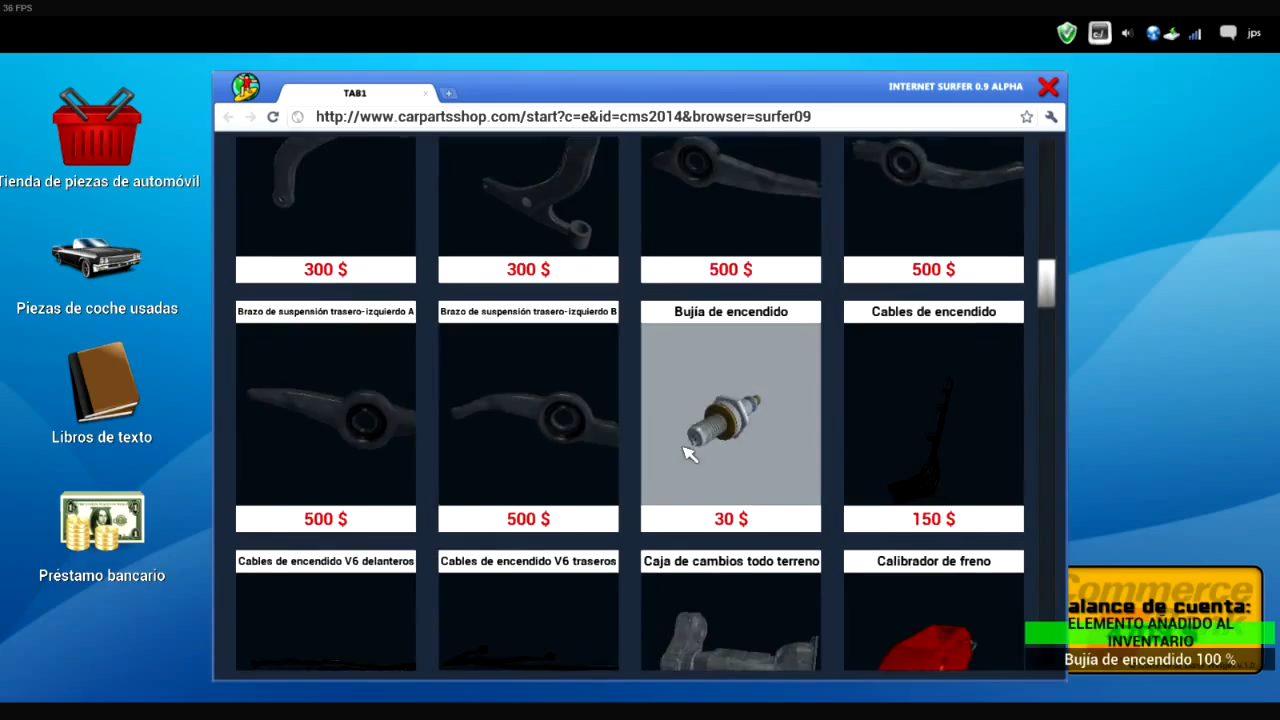 36 FPS
jps
TAB1
INTERNET SURFER 0.9 ALPHA
http://www.carpartsshop.com/start?c=e&id=cms2014&browser=surfer09
Tienda de piezas de automóvil
Piezas de coche usadas
Libros de texto
Préstamo bancario
300 $
300 $
500 $
500 $
Brazo de suspensión trasero-izquierdo A
Brazo de suspensión trasero-izquierdo B
Bujía de encendido
Cables de encendido
500 $
500 $
30 $
150 $
Cables de encendido V6 delanteros
Cables de encendido V6 traseros
Caja de cambios todo terreno
Calibrador de freno
Commerce
alance de cuenta:
ELEMENTO AÑADIDO AL
INVENTARIO
Bujía de encendido 100 %